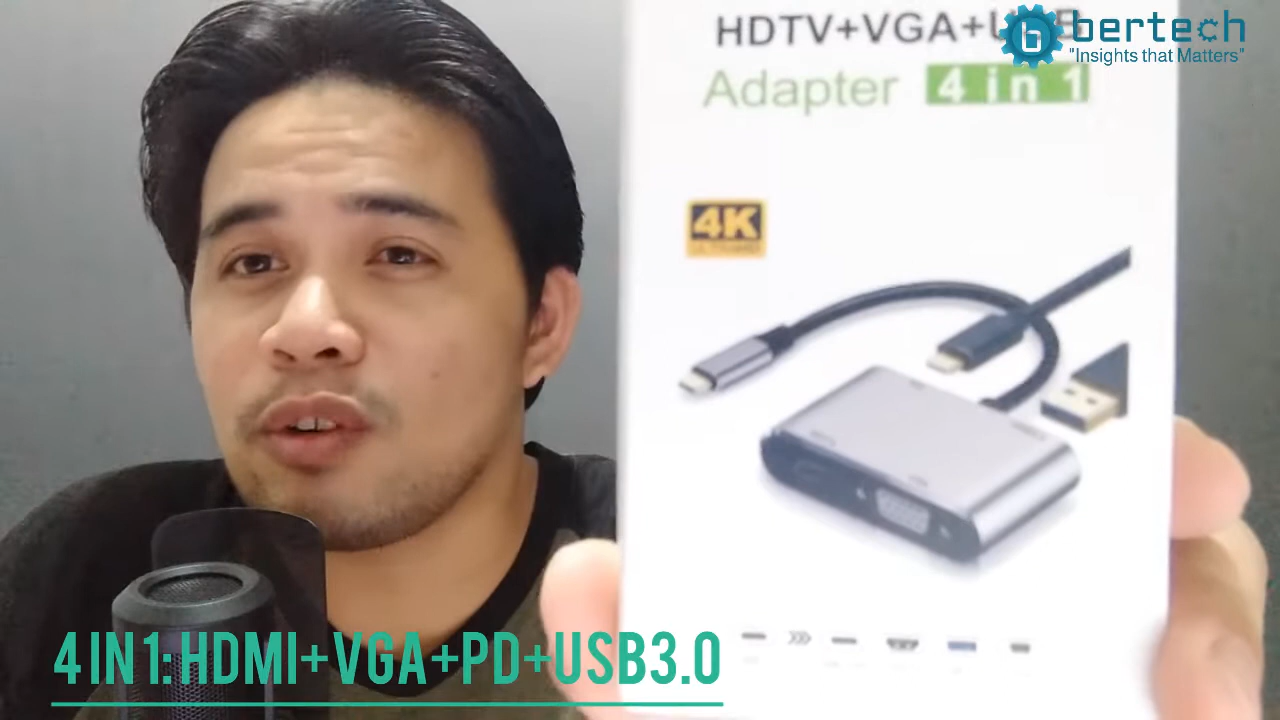 HDTV+VGA+USB
Adapter 4 in 1
bertech
"Insights that Matters"
4K
4 IN 1: HDMI+VGA+PD+USB3.0